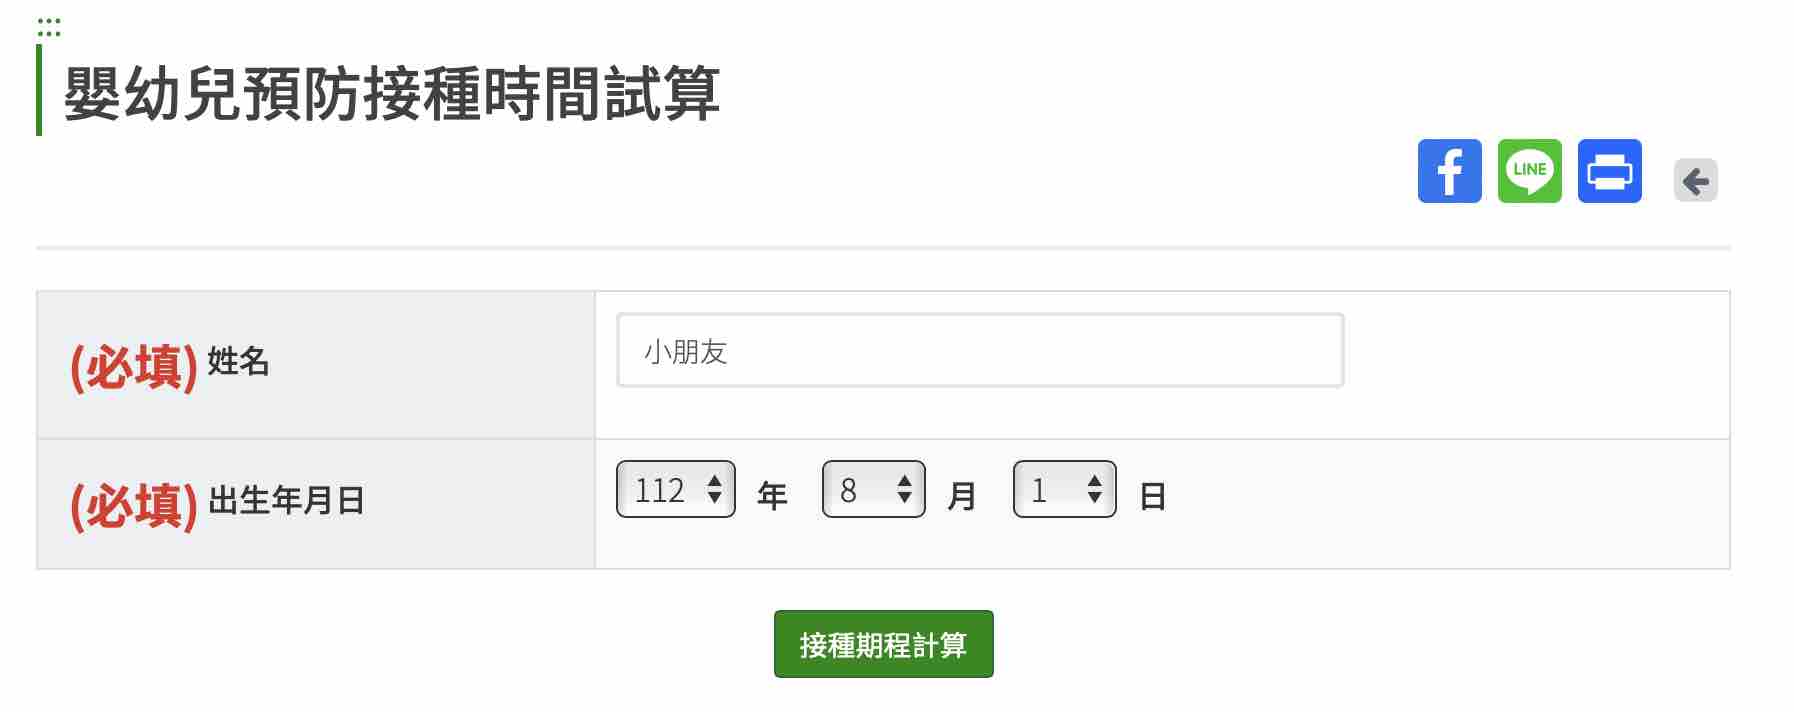 嬰幼兒預防接種時間試算
LINE
(必填) 姓名
小朋友
(必填) 出生年月日
112 年 8 月 1 日
接種期程計算